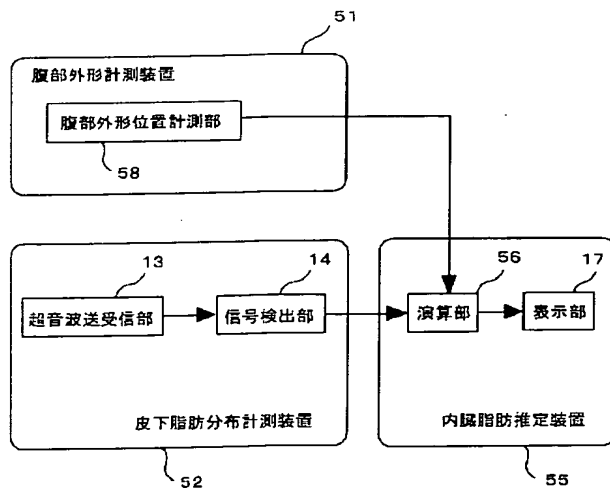 51
腹部外形計測装置
腹部外形位置計測部
58
13
14
56
17
超音波送受信部
信号検出部
演算部
表示部
皮下脂肪分布計測装置
内臓脂肪推定装置
52
55